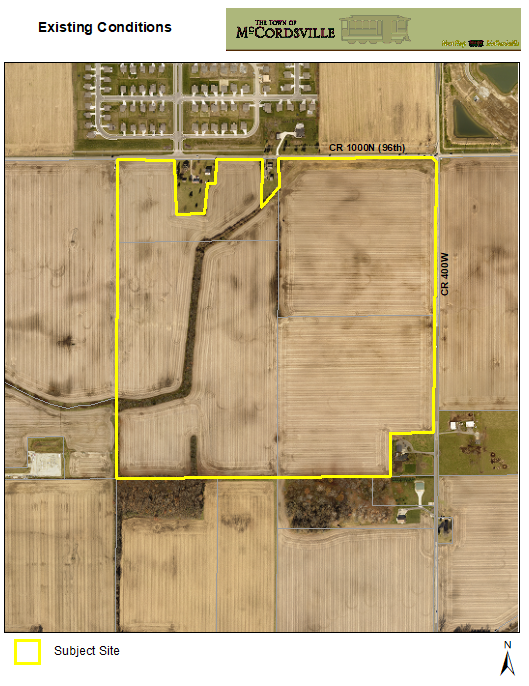 Existing Conditions
THE TOWN OF
McCORDSVILLE
CR 1000N (96th)
CR 400W
Subject Site
N